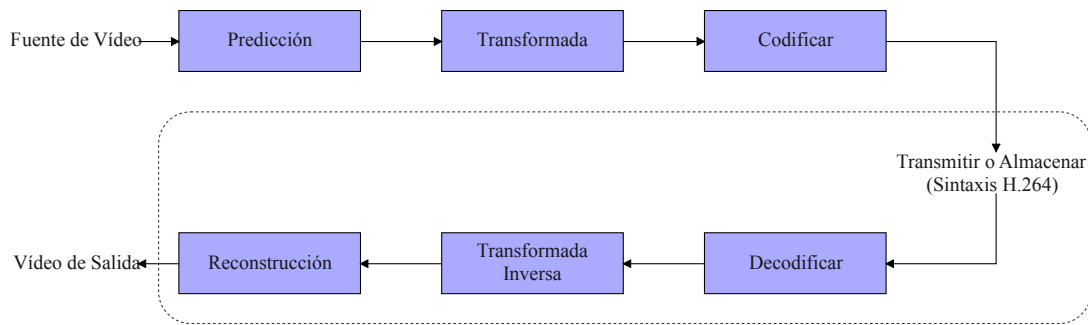 Fuente de Vídeo
Predicción
Transformada
Codificar
Transmitir o Almacenar
(Sintaxis H.264)
Vídeo de Salida
Reconstrucción
Transformada
Inversa
Decodificar